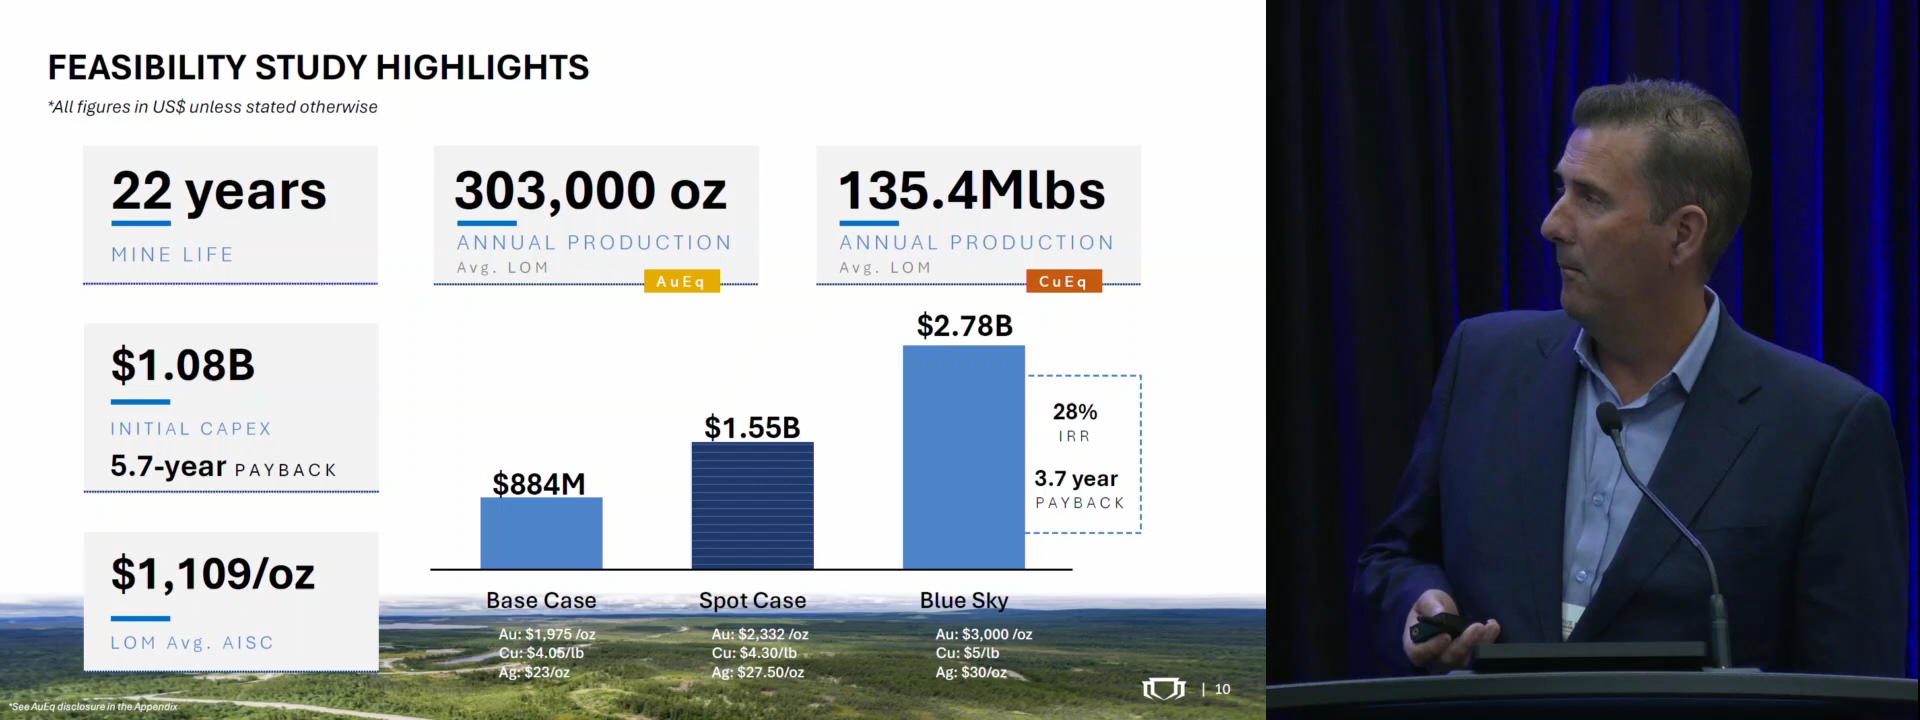 FEASIBILITY STUDY HIGHLIGHTS
*All figures in US$ unless stated otherwise
22 years
MINE LIFE
303,000 oz
ANNUAL PRODUCTION
Avg. LOM
AuEq
135.4Mlbs
ANNUAL PRODUCTION
Avg. LOM
CuEq
$1.08B
INITIAL CAPEX
5.7-year PAYBACK
$1,109/oz
LOM Avg. AISC
$884M
$1.55B
$2.78B
28%
IRR
3.7 year
PAYBACK
Base Case
Au: $1,975 /oz
Cu: $4.05/lb
Ag: $23/oz
Spot Case
Au: $2,332 /oz
Cu: $4.30/lb
Ag: $27.50/oz
Blue Sky
Au: $3,000 /oz
Cu: $5/lb
Ag: $30/oz
*See AuEq disclosure in the Appendix
| 10